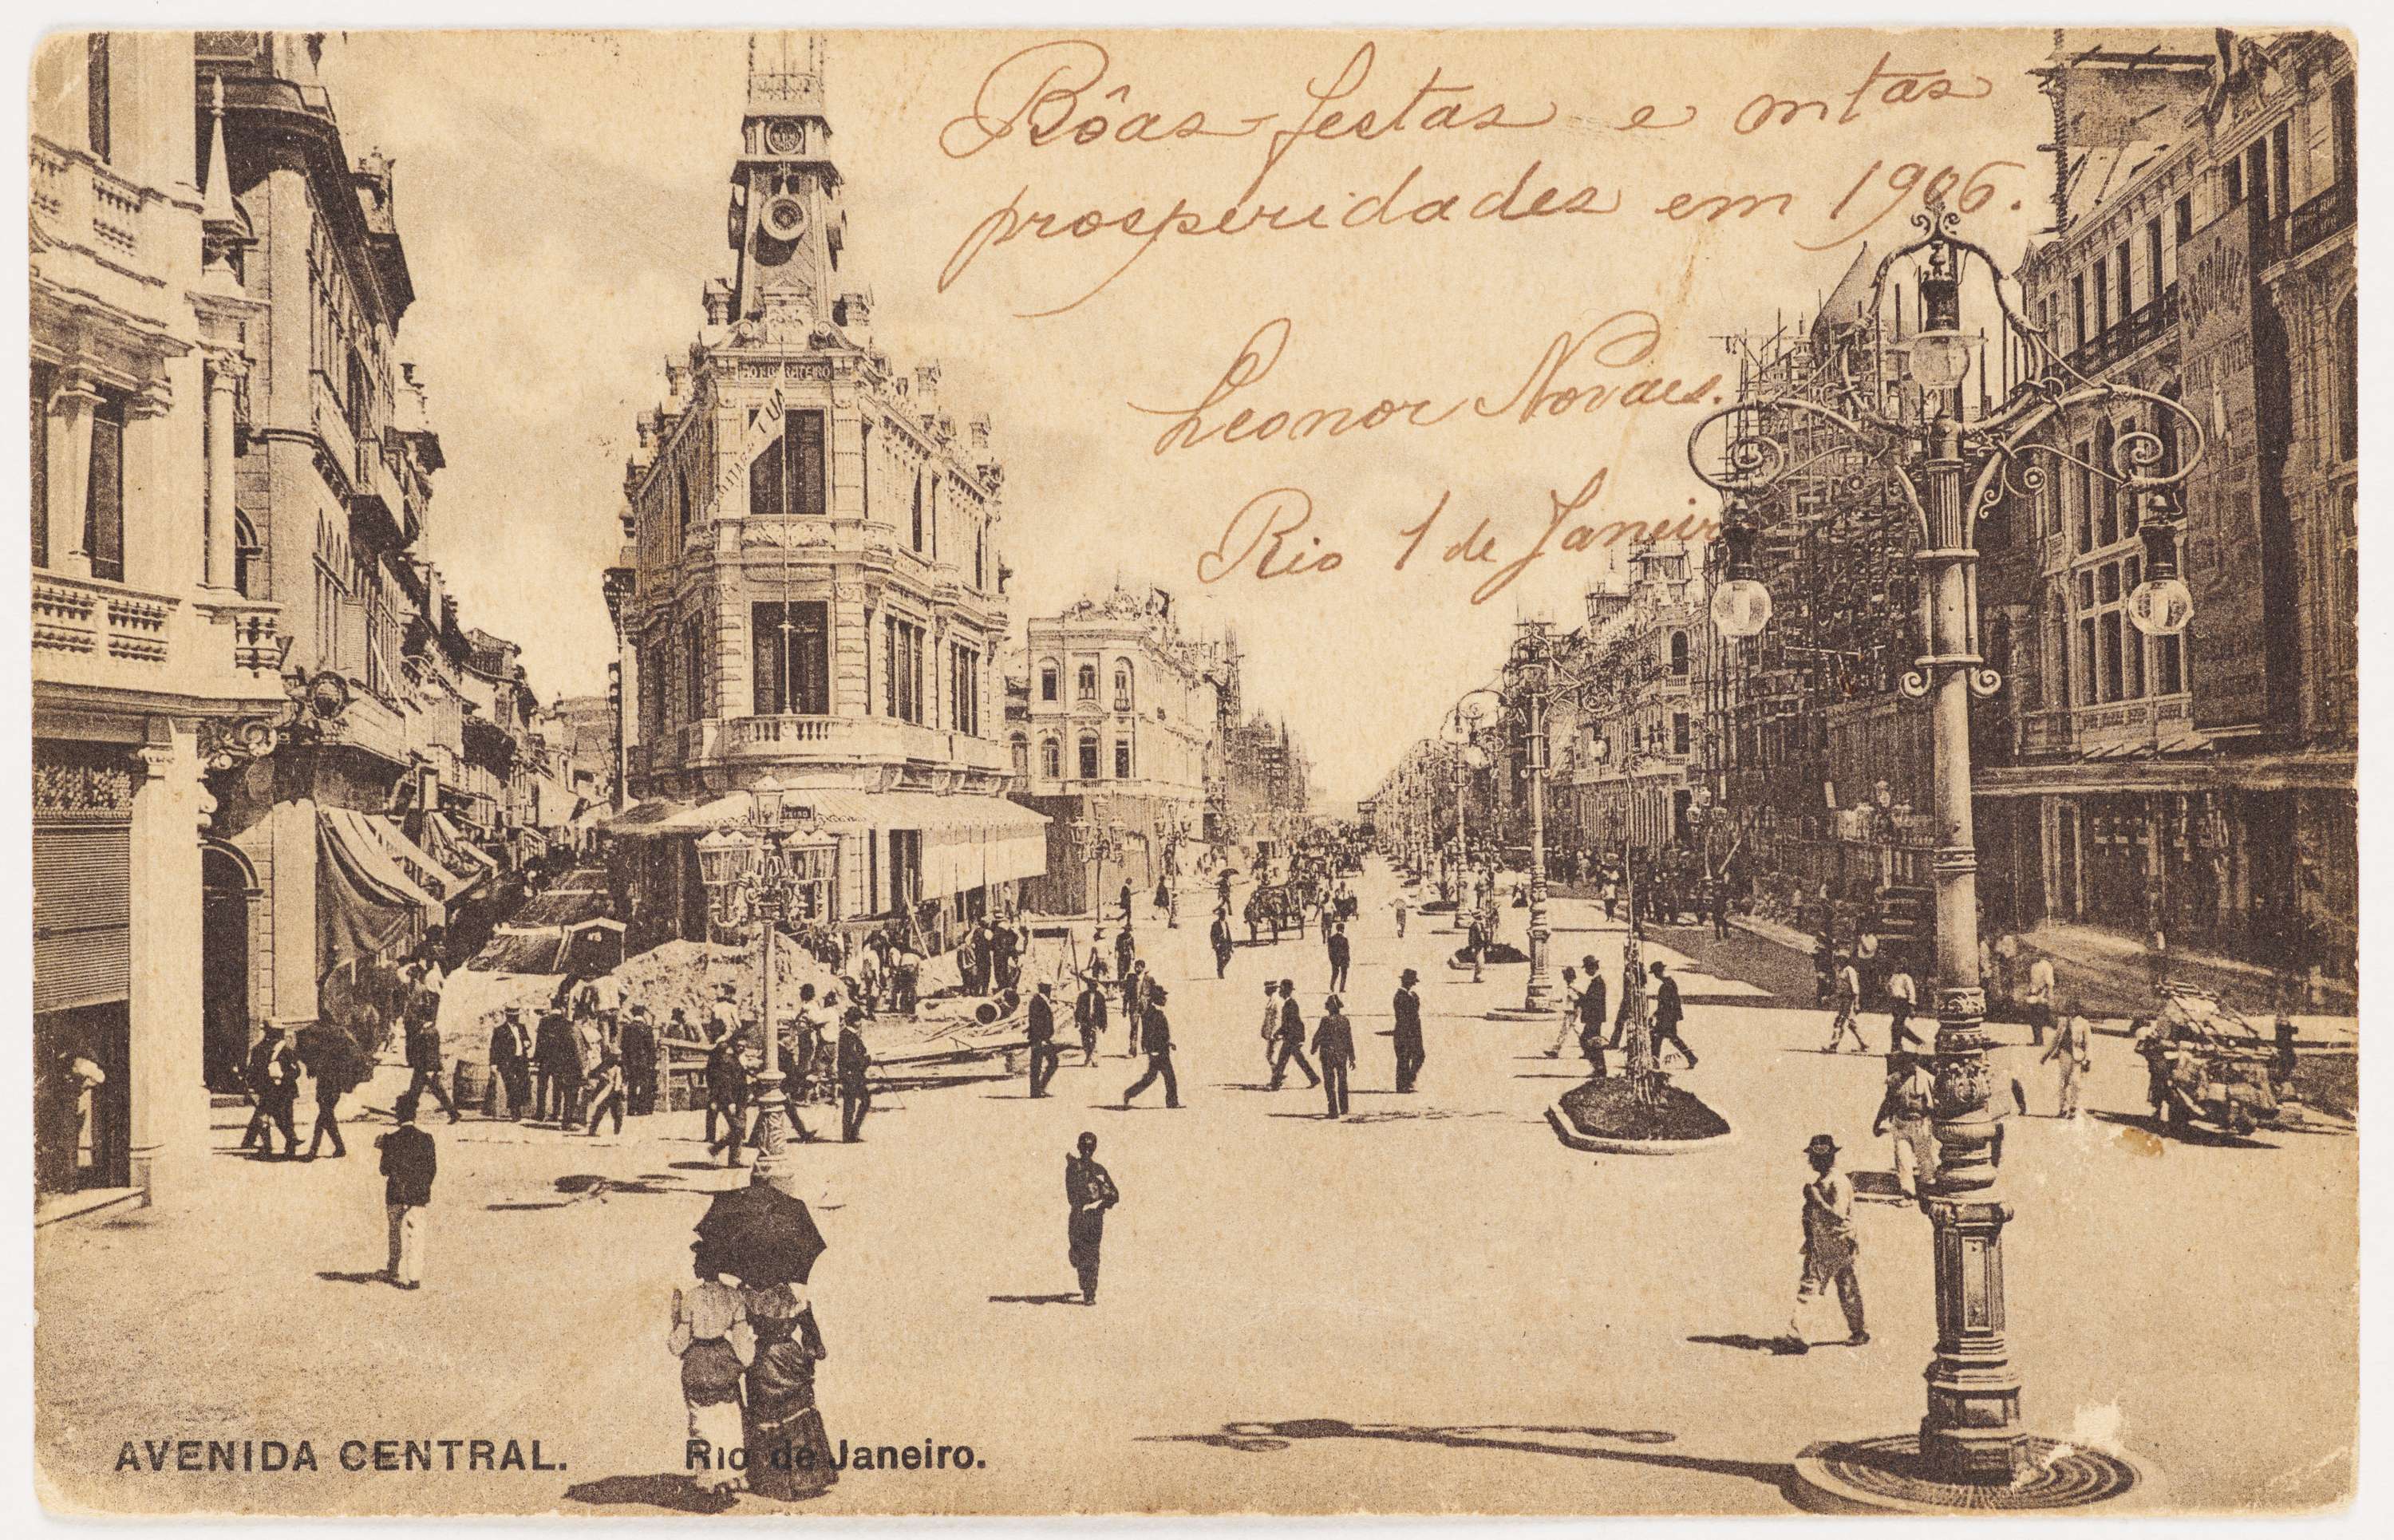 Bôas-festas e mtas
prosperidades em 1906.
Leonor Novaes.
Rio 1 de Janeiro
AVENIDA CENTRAL. Rio de Janeiro.